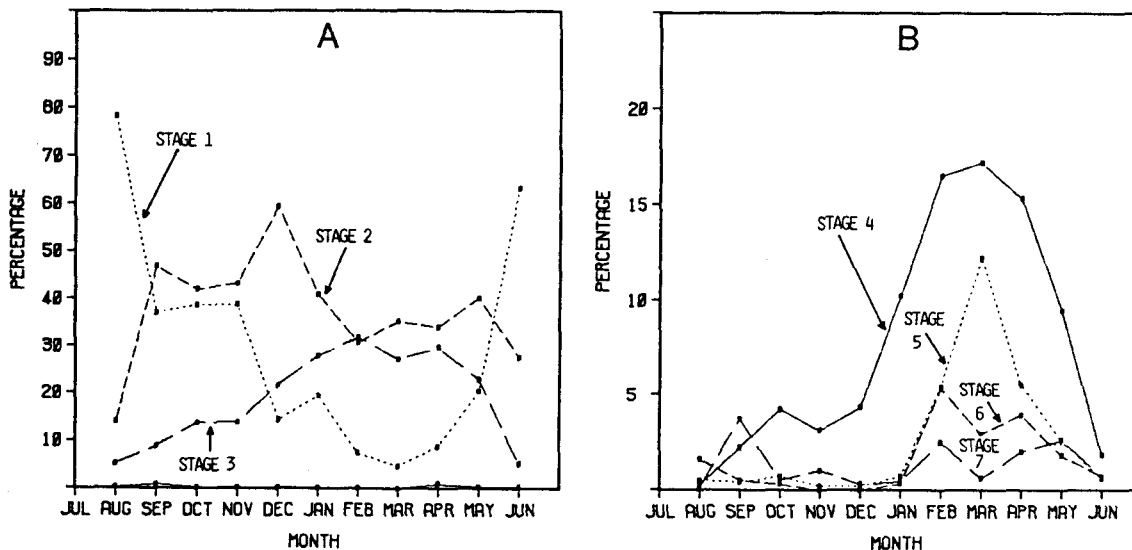 A
90
80
70
60
50
40
30
20
10
PERCENTAGE
STAGE 1
STAGE 2
STAGE 3
JUL AUG SEP OCT NOV DEC JAN FEB MAR APR MAY JUN
MONTH
B
20
15
10
5
PERCENTAGE
STAGE 4
STAGE
5
STAGE
6
STAGE
7
JUL AUG SEP OCT NOV DEC JAN FEB MAR APR MAY JUN
MONTH